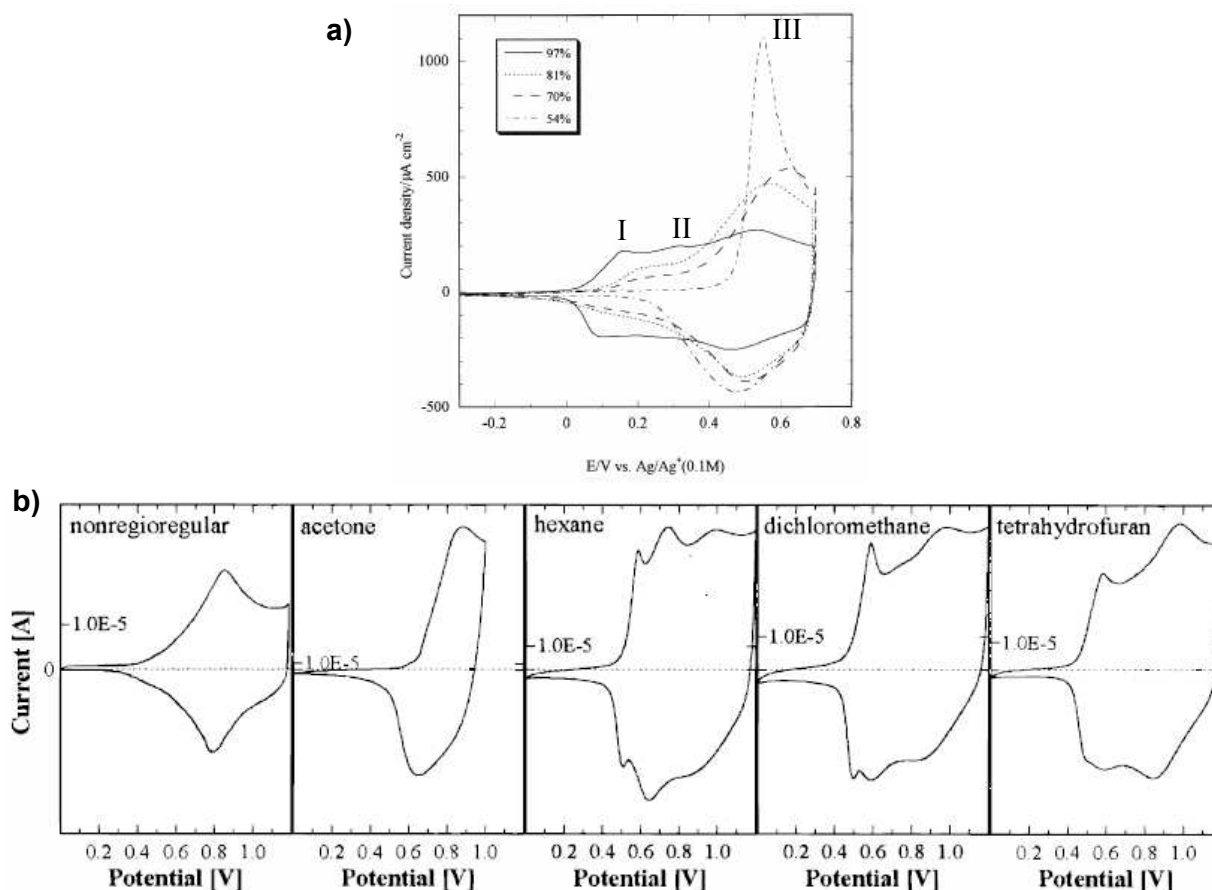 a)
III
97%
81%
70%
54%
1000
500
0
-500
I
II
Current density/μA cm⁻²
-0.2 0 0.2 0.4 0.6 0.8
E/V vs. Ag/Ag⁺(0.1M)
b)
nonregioregular
acetone
hexane
dichloromethane
tetrahydrofuran
1.0E-5
1.0E-5
1.0E-5
1.0E-5
1.0E-5
0
Current [A]
0.2 0.4 0.6 0.8 1.0
0.2 0.4 0.6 0.8 1.0
0.2 0.4 0.6 0.8 1.0
0.2 0.4 0.6 0.8 1.0
0.2 0.4 0.6 0.8 1.0
Potential [V]
Potential [V]
Potential [V]
Potential [V]
Potential [V]